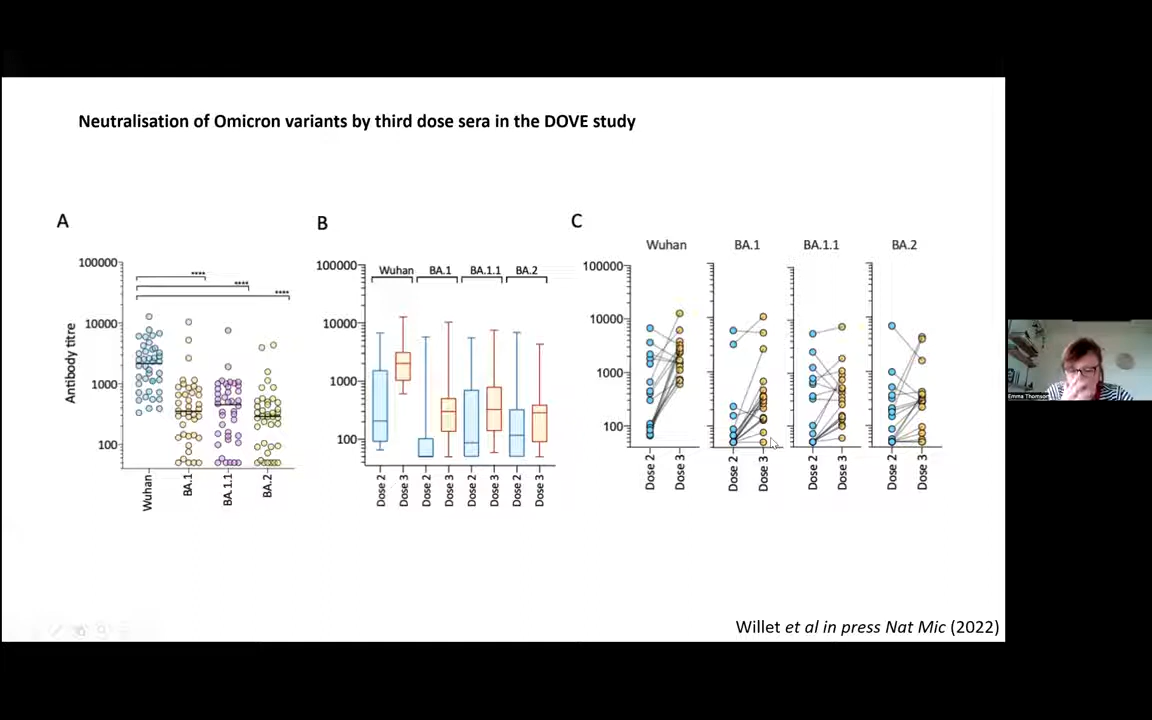 Neutralisation of Omicron variants by third dose sera in the DOVE study
A
B
C
Antibody titre
100000
10000
1000
100
****
****
****
Wuhan
BA.1
BA.1.1
BA.2
100000
10000
1000
100
Wuhan
BA.1
BA.1.1
BA.2
Dose 2
Dose 3
Dose 2
Dose 3
Dose 2
Dose 3
Dose 2
Dose 3
Wuhan
BA.1
BA.1.1
BA.2
100000
10000
1000
100
Dose 2
Dose 3
Dose 2
Dose 3
Dose 2
Dose 3
Dose 2
Dose 3
Emma Thomson
Willet et al in press Nat Mic (2022)